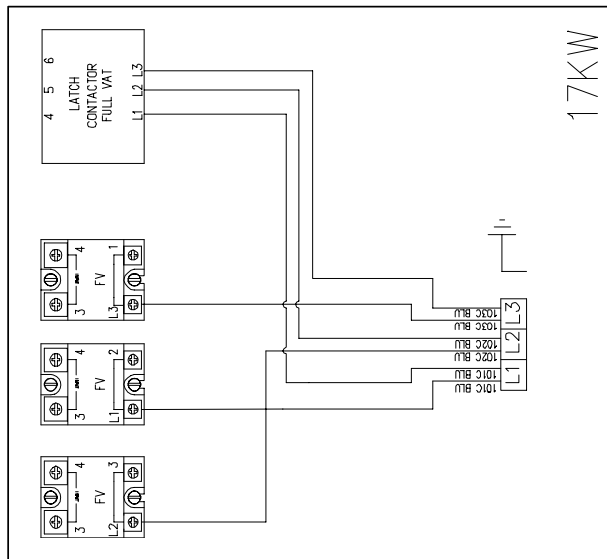 17KW
4 5 6
LATCH
CONTACTOR
FULL VAT
L1 L2 L3
3 4
FV
L3 1
3 4
FV
L1 2
3 4
FV
L2 3
103C BLU
103C BLU
102C BLU
102C BLU
101C BLU
101C BLU
L1 L2 L3